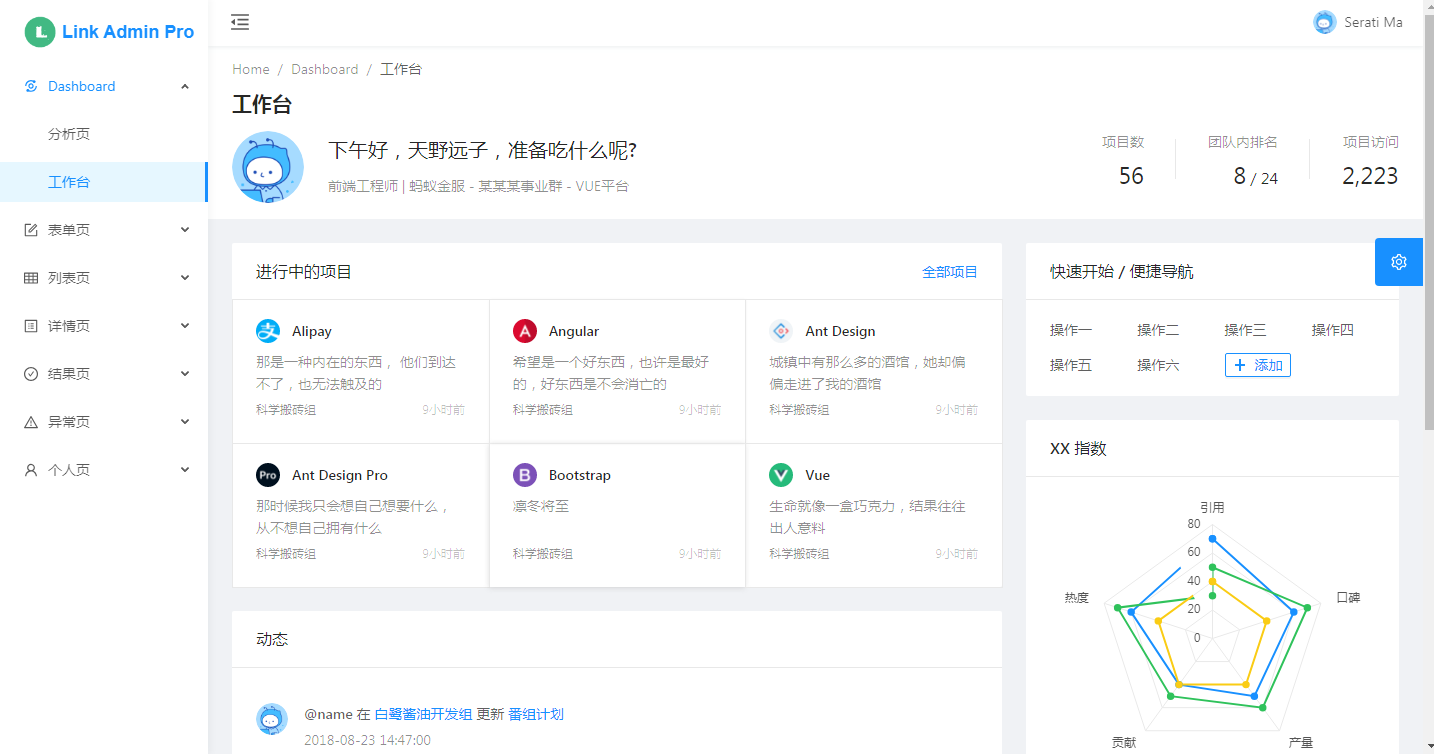 Link Admin Pro
Serati Ma
Dashboard
分析页
工作台
表单页
列表页
详情页
结果页
异常页
个人页
Home / Dashboard / 工作台
工作台
下午好，天野远子，准备吃什么呢?
前端工程师 | 蚂蚁金服 - 某某某事业群 - VUE平台
项目数
56
团队内排名
8 / 24
项目访问
2,223
进行中的项目
全部项目
Alipay
那是一种内在的东西， 他们到达
不了，也无法触及的
科学搬砖组 9小时前
Angular
希望是一个好东西，也许是最好
的，好东西是不会消亡的
科学搬砖组 9小时前
Ant Design
城镇中有那么多的酒馆，她却偏
偏走进了我的酒馆
科学搬砖组 9小时前
Pro
Ant Design Pro
那时候我只会想自己想要什么，
从不想自己拥有什么
科学搬砖组 9小时前
Bootstrap
凛冬将至
科学搬砖组 9小时前
Vue
生命就像一盒巧克力，结果往往
出人意料
科学搬砖组 9小时前
动态
@name 在 白鹭酱油开发组 更新 番组计划
2018-08-23 14:47:00
快速开始 / 便捷导航
操作一 操作二 操作三 操作四
操作五 操作六 + 添加
XX 指数
引用
80
60
40
20
0
热度
口碑
贡献
产量